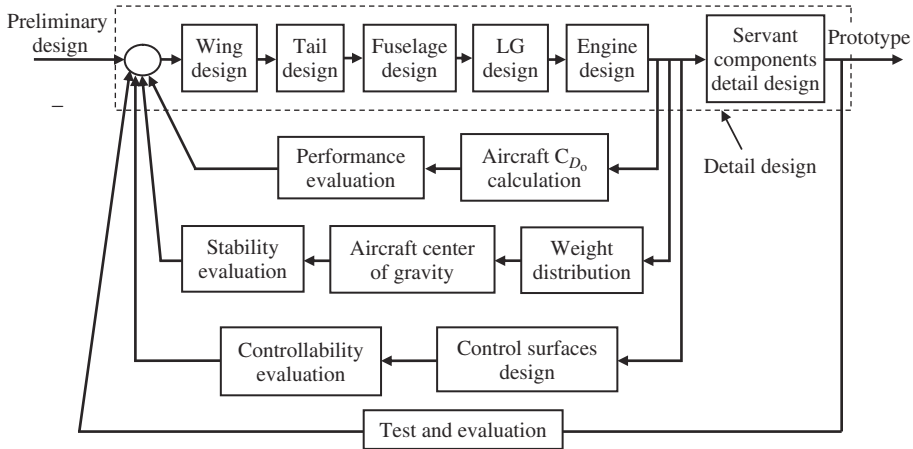 Preliminary
design
Wing
design
Tail
design
Fuselage
design
LG
design
Engine
design
Servant
components
detail design
Prototype
–
Performance
evaluation
Aircraft C_{D_o}
calculation
Detail design
Stability
evaluation
Aircraft center
of gravity
Weight
distribution
Controllability
evaluation
Control surfaces
design
Test and evaluation